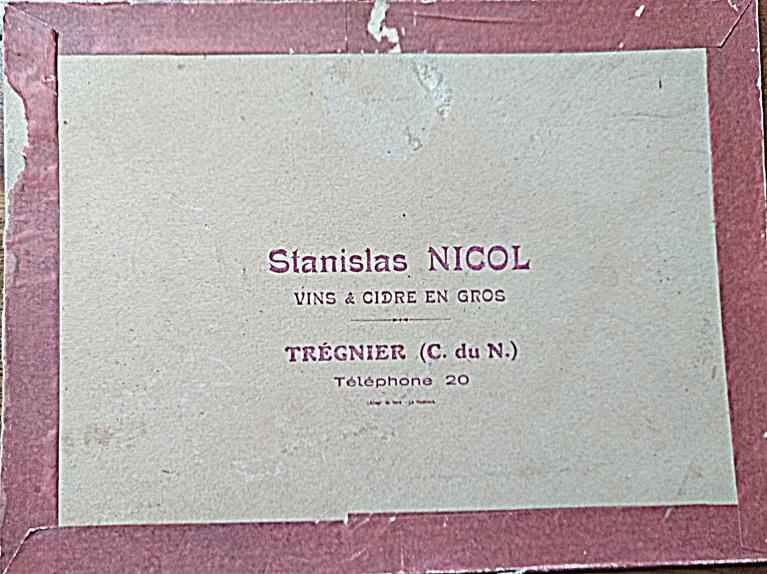 Stanislas NICOL
VINS & CIDRE EN GROS
TRÉGNIER (C. du N.)
Téléphone 20